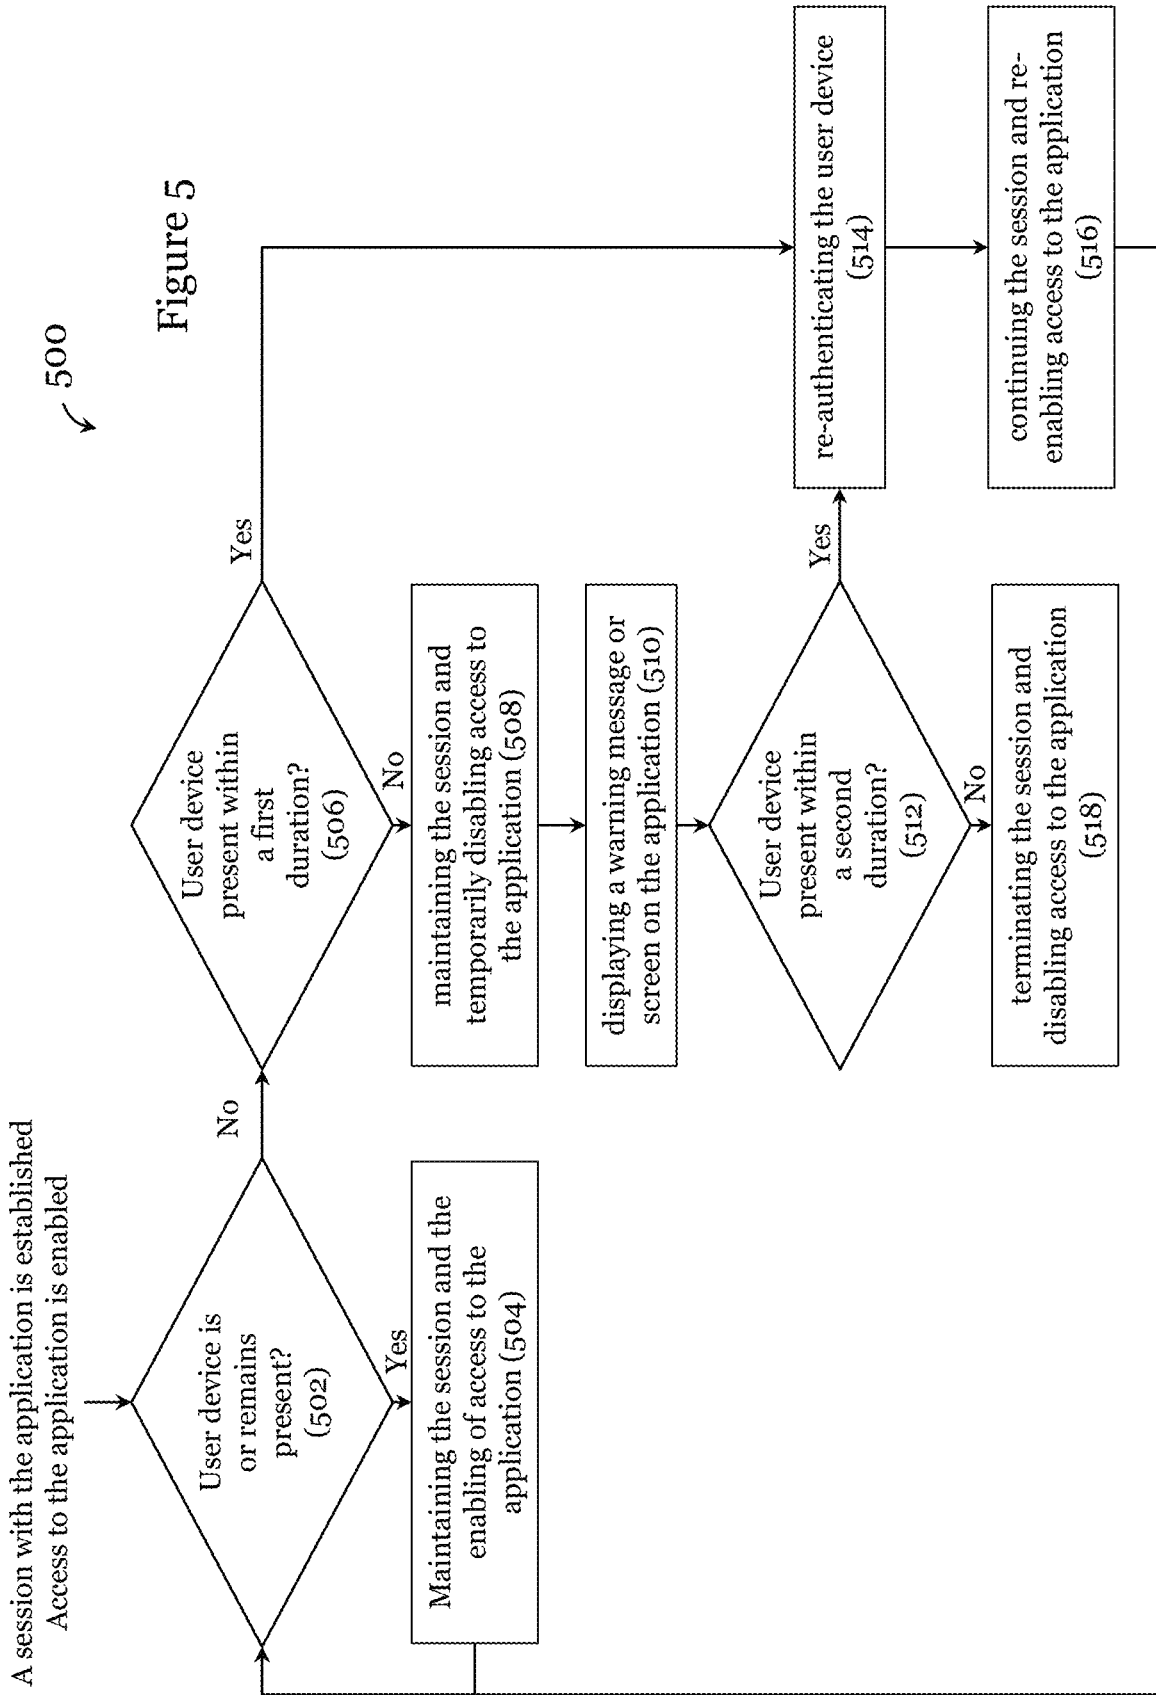 A session with the application is established
Access to the application is enabled
500
Figure 5
User device is
or remains
present?
(502)
No
Yes
Maintaining the session and the
enabling of access to the
application (504)
User device
present within
a first
duration?
(506)
Yes
No
maintaining the session and
temporarily disabling access to
the application (508)
displaying a warning message or
screen on the application (510)
User device
present within
a second
duration?
(512)
Yes
No
re-authenticating the user device
(514)
continuing the session and re-
enabling access to the application
(516)
terminating the session and
disabling access to the application
(518)